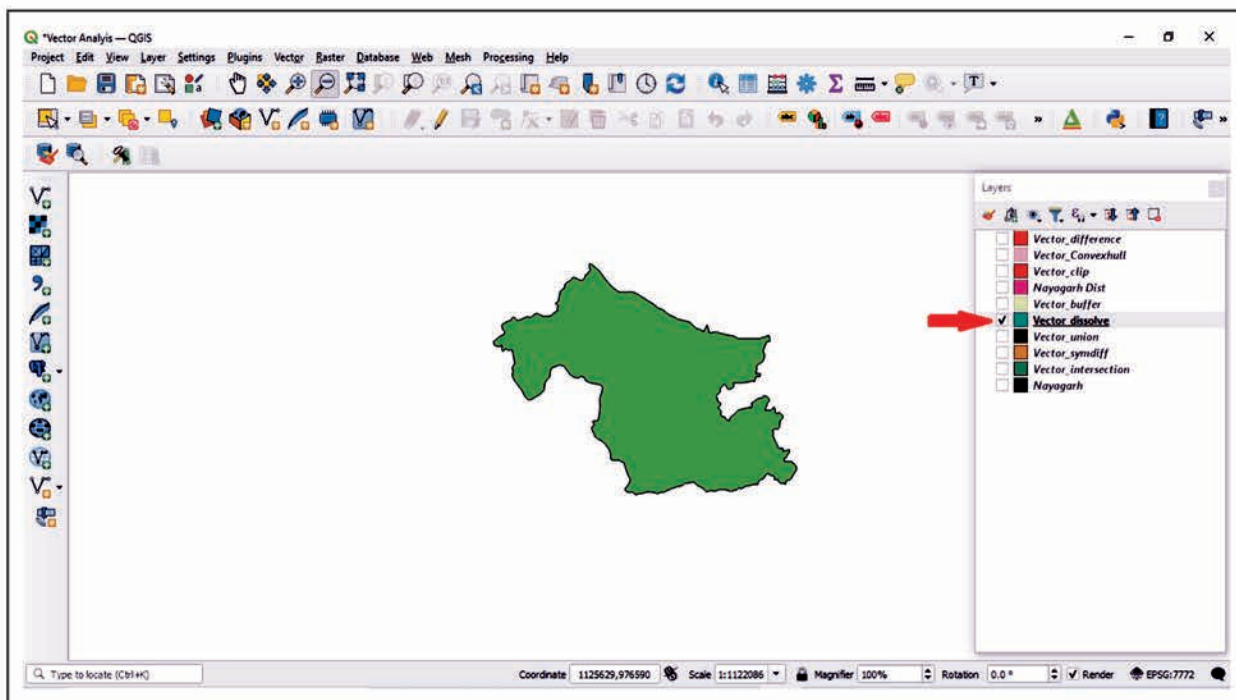 *Vector Analyis — QGIS
Project Edit View Layer Settings Plugins Vector Raster Database Web Mesh Processing Help
Layers
Vector_difference
Vector_Convexhull
Vector_clip
Nayagarh Dist
Vector_buffer
Vector_dissolve
Vector_union
Vector_symdiff
Vector_intersection
Nayagarh
Type to locate (Ctrl+K) Coordinate 1125629,976590 Scale 1:1122086 Magnifier 100% Rotation 0.0 ° Render EPSG:7772